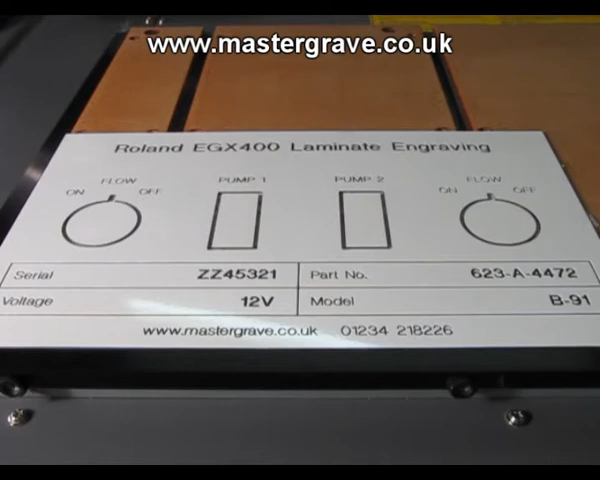 www.mastergrave.co.uk
Roland EGX400 Laminate Engraving
FLOW PUMP 1 PUMP 2 FLOW
ON OFF ON OFF
Serial ZZ45321 Part No. 623-A-4472
Voltage 12V Model B-91
www.mastergrave.co.uk 01234 218226